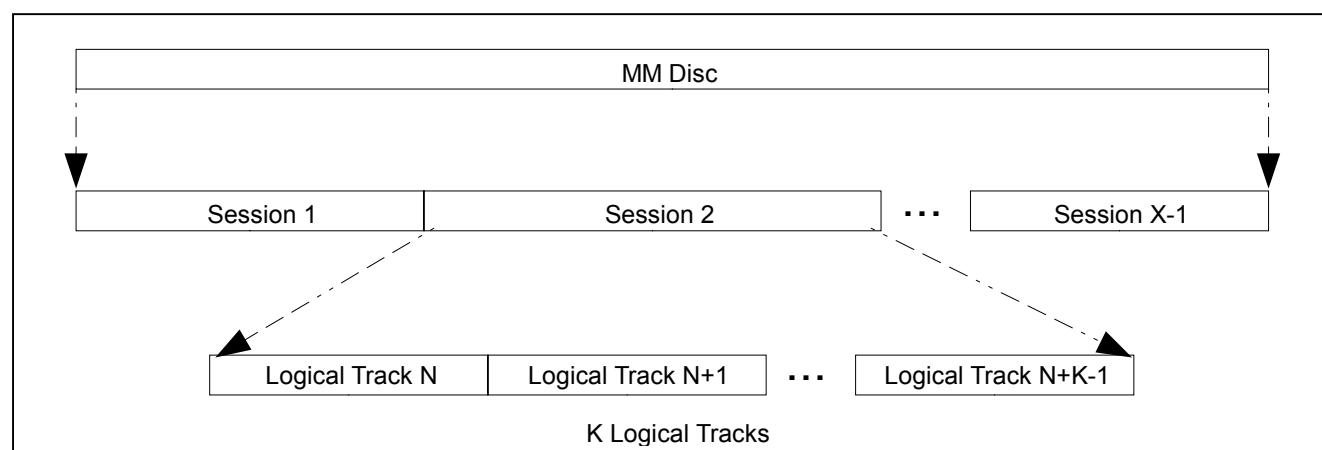 MM Disc
Session 1
Session 2
...
Session X-1
Logical Track N
Logical Track N+1
...
Logical Track N+K-1
K Logical Tracks